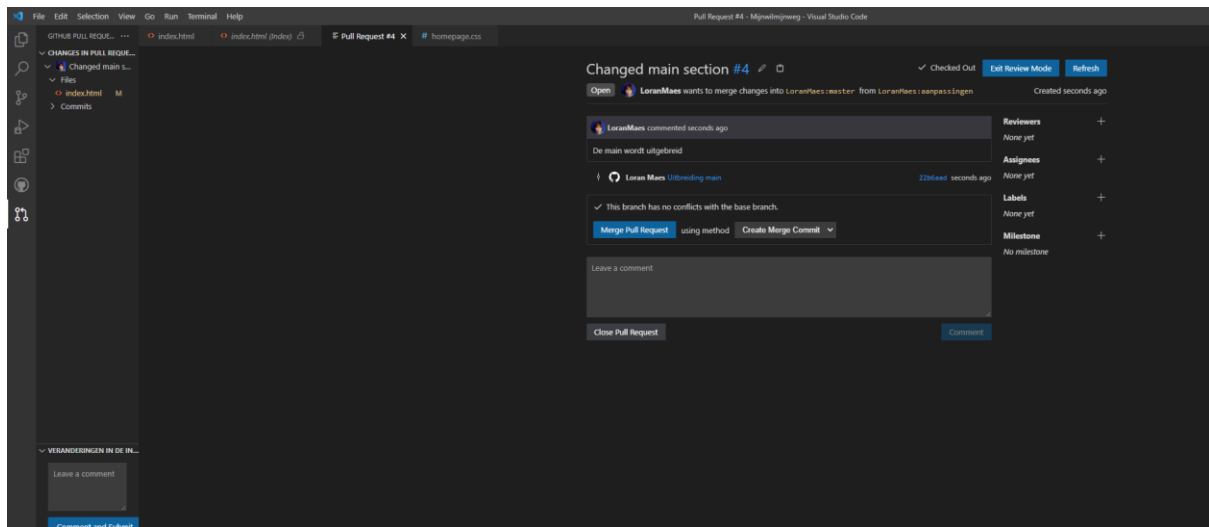 File Edit Selection View Go Run Terminal Help
Pull Request #4 - Mijnwilmijnweg - Visual Studio Code
GITHUB PULL REQUE... ···
index.html
index.html (Index)
Pull Request #4
# homepage.css
CHANGES IN PULL REQUE...
Changed main s...
Files
index.html M
Commits
Changed main section #4
Checked Out
Exit Review Mode
Refresh
Open
LoranMaes wants to merge changes into LoranMaes:master from LoranMaes:aanpassingen
Created seconds ago
LoranMaes commented seconds ago
De main wordt uitgebreid
Loran Maes Uitbreiding main
22b6aad seconds ago
This branch has no conflicts with the base branch.
Merge Pull Request using method Create Merge Commit
Leave a comment
Close Pull Request
Comment
Reviewers
None yet
Assignees
None yet
Labels
None yet
Milestone
No milestone
VERANDERINGEN IN DE IN...
Leave a comment
Comment and Submit